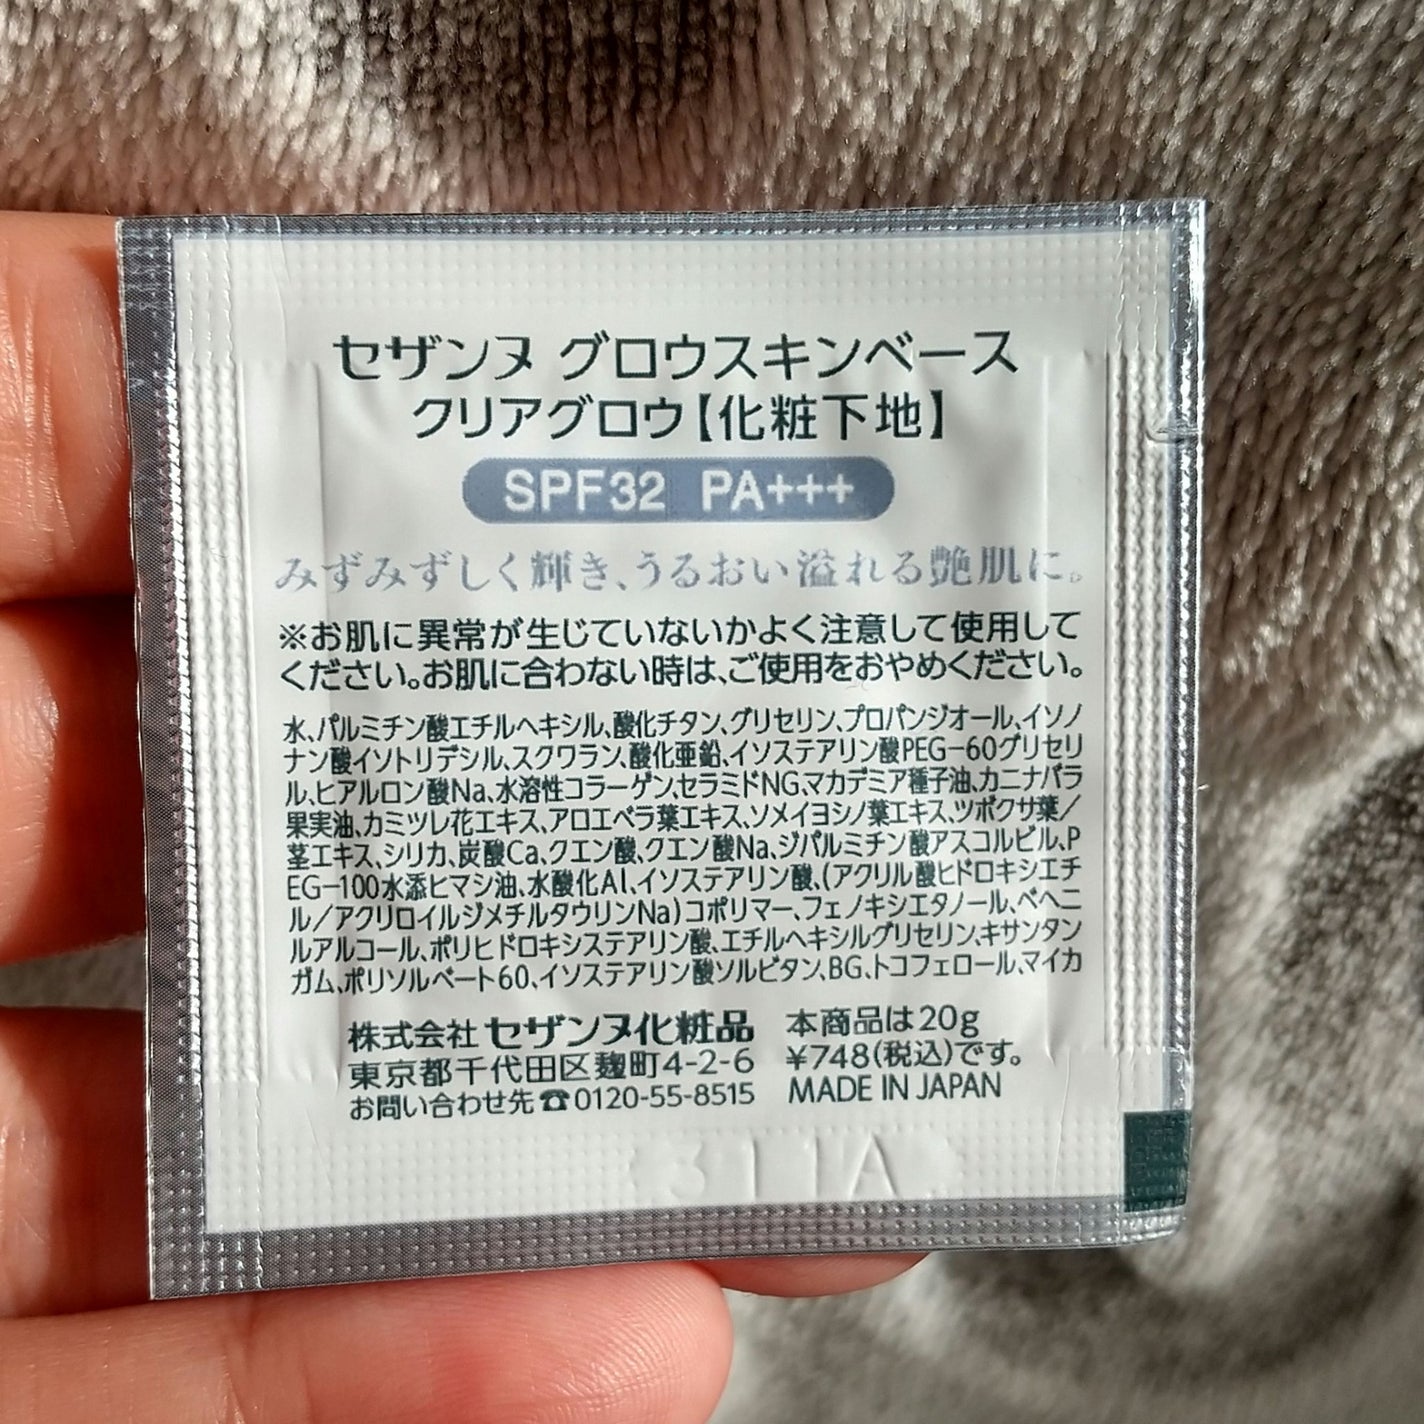 セザンヌ グロウスキンベース
クリアグロウ【化粧下地】
SPF32 PA+++
みずみずしく輝き、うるおい溢れる艶肌に。
※お肌に異常が生じていないかよく注意して使用して
ください。お肌に合わない時は、ご使用をおやめください。
水、パルミチン酸エチルヘキシル、酸化チタン、グリセリン、プロパンジオール、イソノ
ナン酸イソトリデシル、スクワラン、酸化亜鉛、イソステアリン酸PEG-60グリセリ
ル、ヒアルロン酸Na、水溶性コラーゲン、セラミドNG、マカデミア種子油、カニナバラ
果実油、カミツレ花エキス、アロエベラ葉エキス、ソメイヨシノ葉エキス、ツボクサ葉/
茎エキス、シリカ、炭酸Ca、クエン酸、クエン酸Na、ジパルミチン酸アスコルビル、P
EG-100水添ヒマシ油、水酸化Al、イソステアリン酸、(アクリル酸ヒドロキシエチ
ル/アクリロイルジメチルタウリンNa)コポリマー、フェノキシエタノール、ベヘニ
ルアルコール、ポリヒドロキシステアリン酸、エチルヘキシルグリセリン、キサンタン
ガム、ポリソルベート60、イソステアリン酸ソルビタン、BG、トコフェロール、マイカ
株式会社 セザンヌ化粧品
東京都千代田区麹町4-2-6
お問い合わせ先☎0120-55-8515
本商品は20g
¥748(税込)です。
MADE IN JAPAN
311A